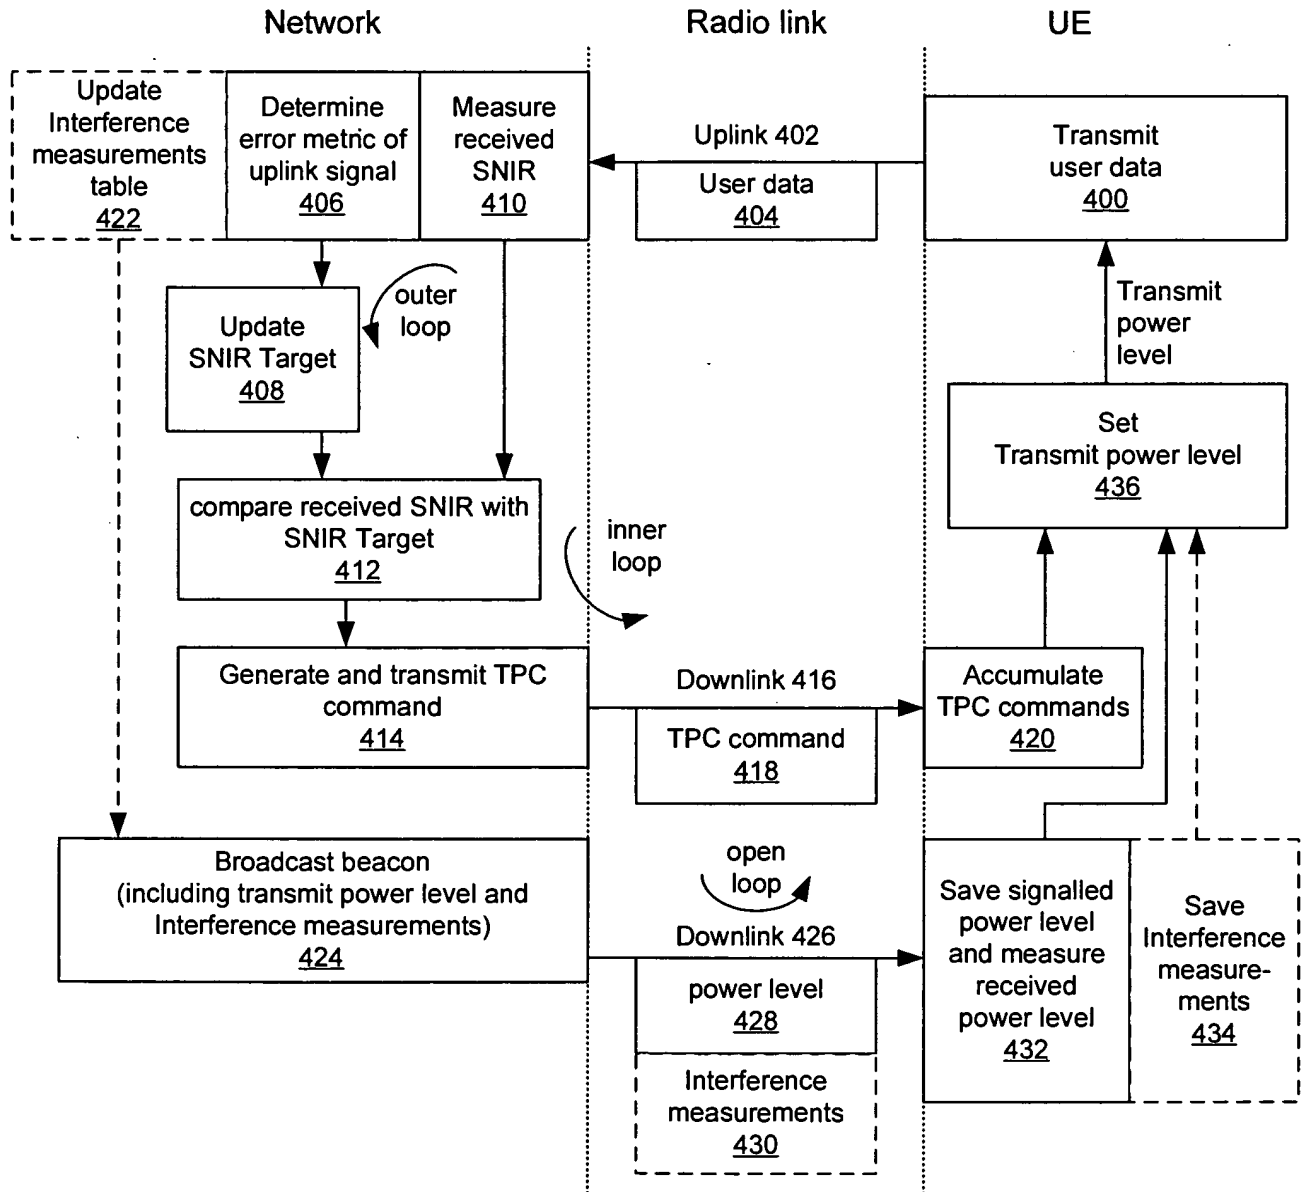 Network
Radio link
UE
Update
Interference
measurements
table
422
Determine
error metric of
uplink signal
406
Measure
received
SNIR
410
Uplink 402
User data
404
Transmit
user data
400
outer
loop
Update
SNIR Target
408
Transmit
power
level
Set
Transmit power level
436
compare received SNIR with
SNIR Target
412
inner
loop
Generate and transmit TPC
command
414
Downlink 416
TPC command
418
Accumulate
TPC commands
420
Broadcast beacon
(including transmit power level and
Interference measurements)
424
open
loop
Downlink 426
power level
428
Interference
measurements
430
Save signalled
power level
and measure
received
power level
432
Save
Interference
measure-
ments
434